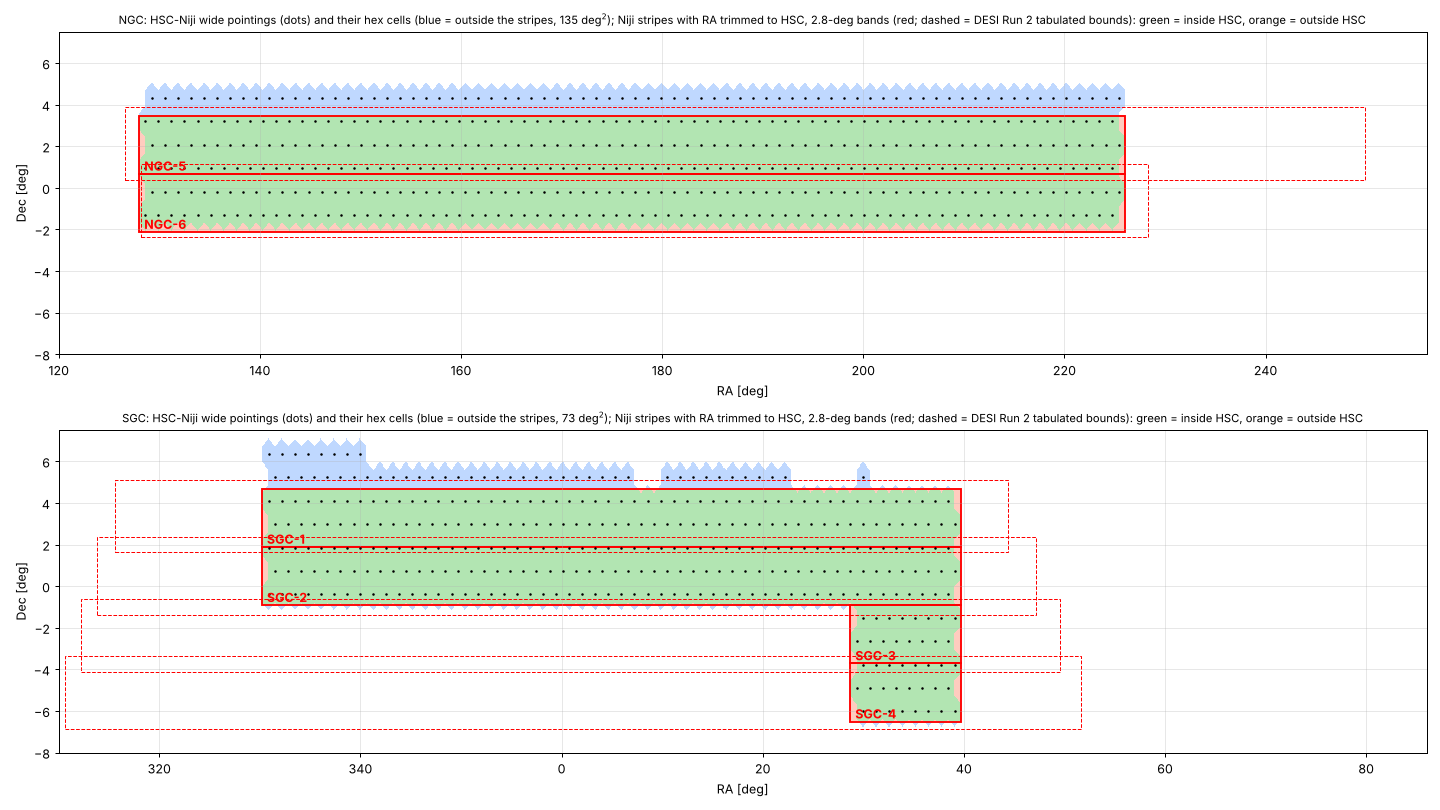 NGC: HSC-Niji wide pointings (dots) and their hex cells (blue = outside the stripes, 135 deg²); Niji stripes with RA trimmed to HSC, 2.8-deg bands (red; dashed = DESI Run 2 tabulated bounds): green = inside HSC, orange = outside HSC
6
4
2
0
−2
−4
−6
−8
Dec [deg]
NGC-5
NGC-6
120 140 160 180 200 220 240
RA [deg]
SGC: HSC-Niji wide pointings (dots) and their hex cells (blue = outside the stripes, 73 deg²); Niji stripes with RA trimmed to HSC, 2.8-deg bands (red; dashed = DESI Run 2 tabulated bounds): green = inside HSC, orange = outside HSC
6
4
2
0
−2
−4
−6
−8
Dec [deg]
SGC-1
SGC-2
SGC-3
SGC-4
320 340 0 20 40 60 80
RA [deg]